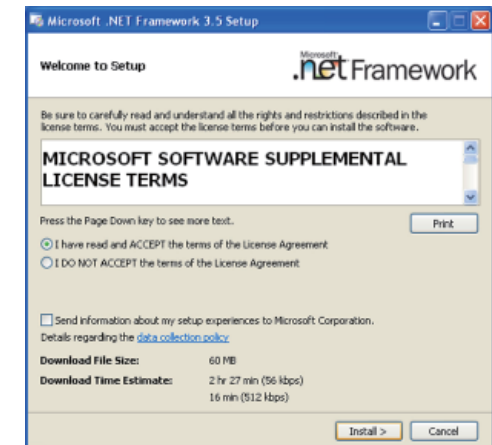 Microsoft .NET Framework 3.5 Setup
Welcome to Setup
Microsoft
.net Framework
Be sure to carefully read and understand all the rights and restrictions described in the
license terms. You must accept the license terms before you can install the software.
MICROSOFT SOFTWARE SUPPLEMENTAL
LICENSE TERMS
Press the Page Down key to see more text.
Print
I have read and ACCEPT the terms of the License Agreement
I DO NOT ACCEPT the terms of the License Agreement
Send information about my setup experiences to Microsoft Corporation.
Details regarding the data collection policy
Download File Size: 60 MB
Download Time Estimate: 2 hr 27 min (56 kbps)
16 min (512 kbps)
Install > Cancel